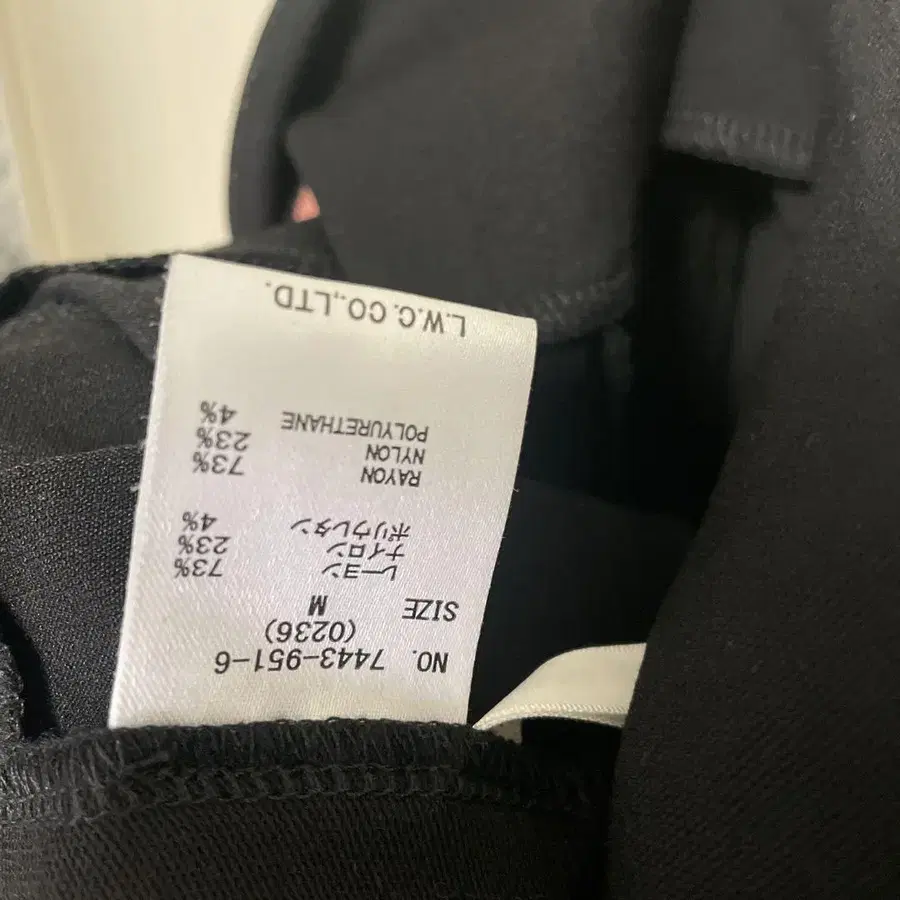 NO. 7443-951-6
(0236)
SIZE M
レーヨン 73%
ナイロン 23%
ポリウレタン 4%
RAYON 73%
NYLON 23%
POLYURETHANE 4%
L.W.C.CO.,LTD.